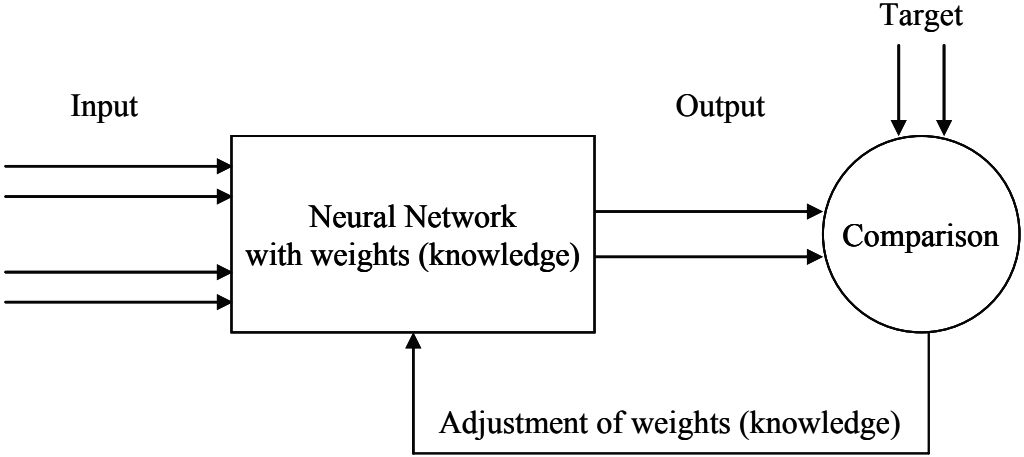 Target
Input
Output
Neural Network
with weights (knowledge)
Comparison
Adjustment of weights (knowledge)